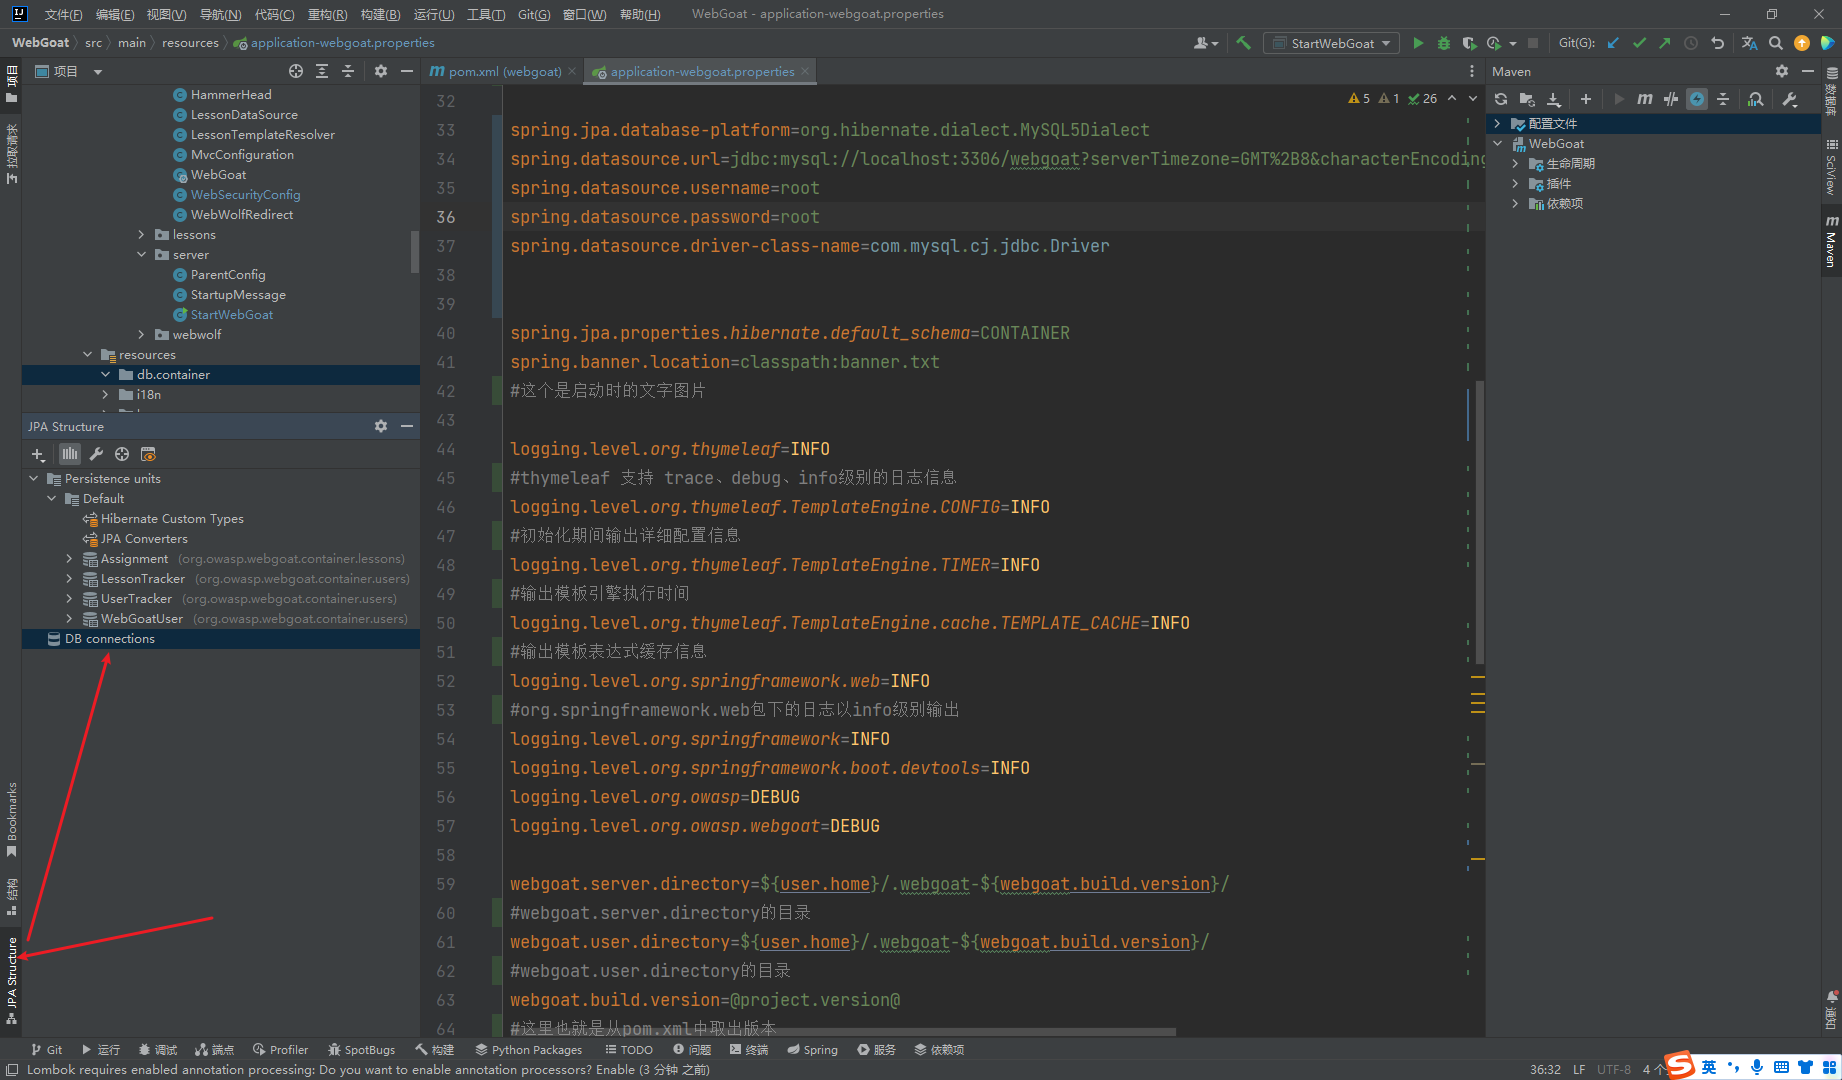 文件(F) 编辑(E) 视图(V) 导航(N) 代码(C) 重构(R) 构建(B) 运行(U) 工具(T) Git(G) 窗口(W) 帮助(H) WebGoat - application-webgoat.properties
WebGoat src main resources application-webgoat.properties
StartWebGoat
Git(G):
项目
pom.xml (webgoat)
application-webgoat.properties
Maven
HammerHead
LessonDataSource
LessonTemplateResolver
MvcConfiguration
WebGoat
WebSecurityConfig
WebWolfRedirect
lessons
server
ParentConfig
StartupMessage
StartWebGoat
webwolf
resources
db.container
i18n
JPA Structure
Persistence units
Default
Hibernate Custom Types
JPA Converters
Assignment (org.owasp.webgoat.container.lessons)
LessonTracker (org.owasp.webgoat.container.users)
UserTracker (org.owasp.webgoat.container.users)
WebGoatUser (org.owasp.webgoat.container.users)
DB connections
5 1 26
32
33 spring.jpa.database-platform=org.hibernate.dialect.MySQL5Dialect
34 spring.datasource.url=jdbc:mysql://localhost:3306/webgoat?serverTimezone=GMT%2B8&characterEncoding
35 spring.datasource.username=root
36 spring.datasource.password=root
37 spring.datasource.driver-class-name=com.mysql.cj.jdbc.Driver
38
39
40 spring.jpa.properties.hibernate.default_schema=CONTAINER
41 spring.banner.location=classpath:banner.txt
42 #这个是启动时的文字图片
43
44 logging.level.org.thymeleaf=INFO
45 #thymeleaf 支持 trace、debug、info级别的日志信息
46 logging.level.org.thymeleaf.TemplateEngine.CONFIG=INFO
47 #初始化期间输出详细配置信息
48 logging.level.org.thymeleaf.TemplateEngine.TIMER=INFO
49 #输出模板引擎执行时间
50 logging.level.org.thymeleaf.TemplateEngine.cache.TEMPLATE_CACHE=INFO
51 #输出模板表达式缓存信息
52 logging.level.org.springframework.web=INFO
53 #org.springframework.web包下的日志以info级别输出
54 logging.level.org.springframework=INFO
55 logging.level.org.springframework.boot.devtools=INFO
56 logging.level.org.owasp=DEBUG
57 logging.level.org.owasp.webgoat=DEBUG
58
59 webgoat.server.directory=${user.home}/.webgoat-${webgoat.build.version}/
60 #webgoat.server.directory的目录
61 webgoat.user.directory=${user.home}/.webgoat-${webgoat.build.version}/
62 #webgoat.user.directory的目录
63 webgoat.build.version=@project.version@
64 #这里也就是从pom.xml中取出版本
配置文件
WebGoat
生命周期
插件
依赖项
项目
拉取请求
Bookmarks
结构
JPA Structure
数据库
SciView
Maven
通知
Git 运行 调试 端点 Profiler SpotBugs 构建 Python Packages TODO 问题 终端 Spring 服务 依赖项
Lombok requires enabled annotation processing: Do you want to enable annotation processors? Enable (3 分钟 之前)
36:32 LF UTF-8 4 个
S 英